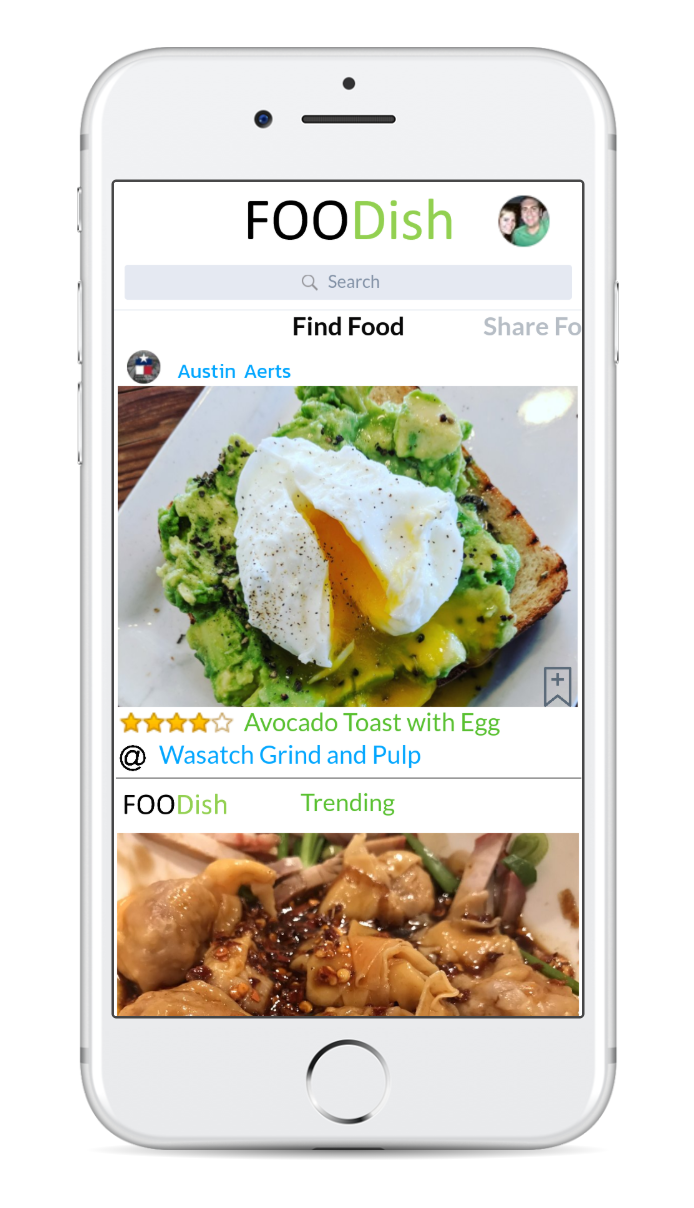 FOODish
Search
Find Food Share Fo
Austin Aerts
Avocado Toast with Egg
@ Wasatch Grind and Pulp
FOODish Trending